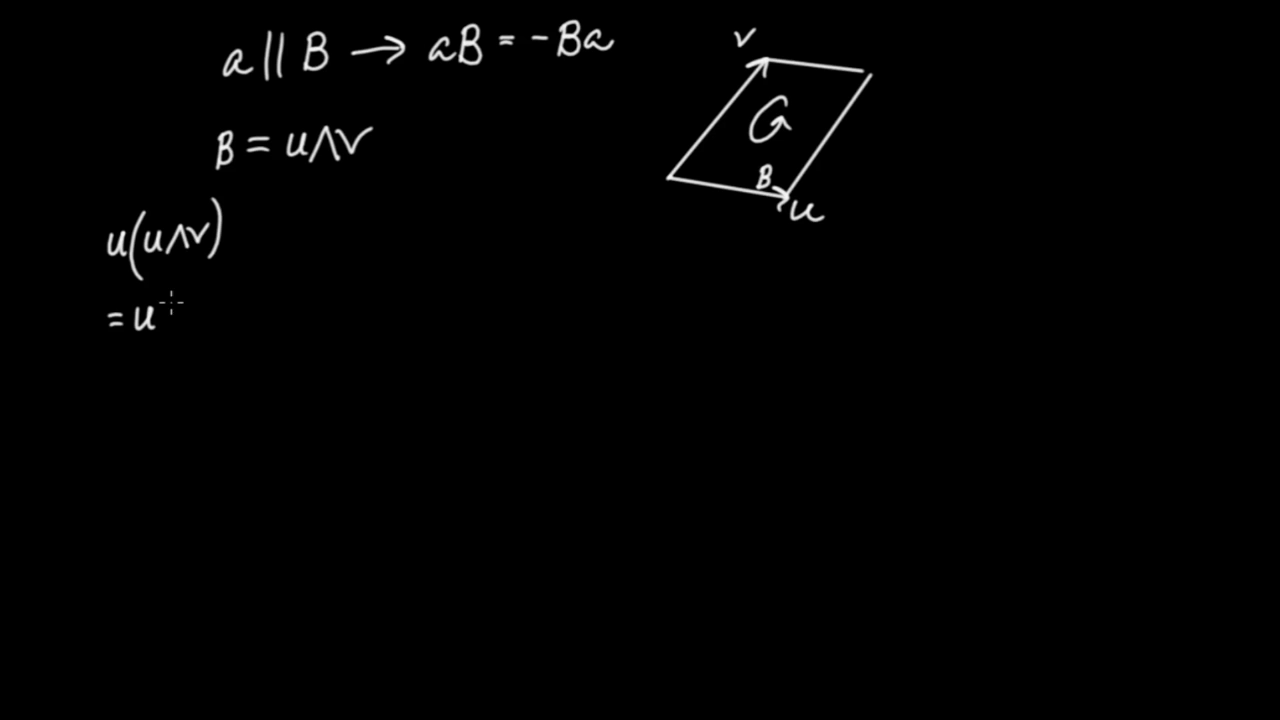 a || B → aB = -Ba
B = u∧v
u(u∧v)
= u
v
B
u